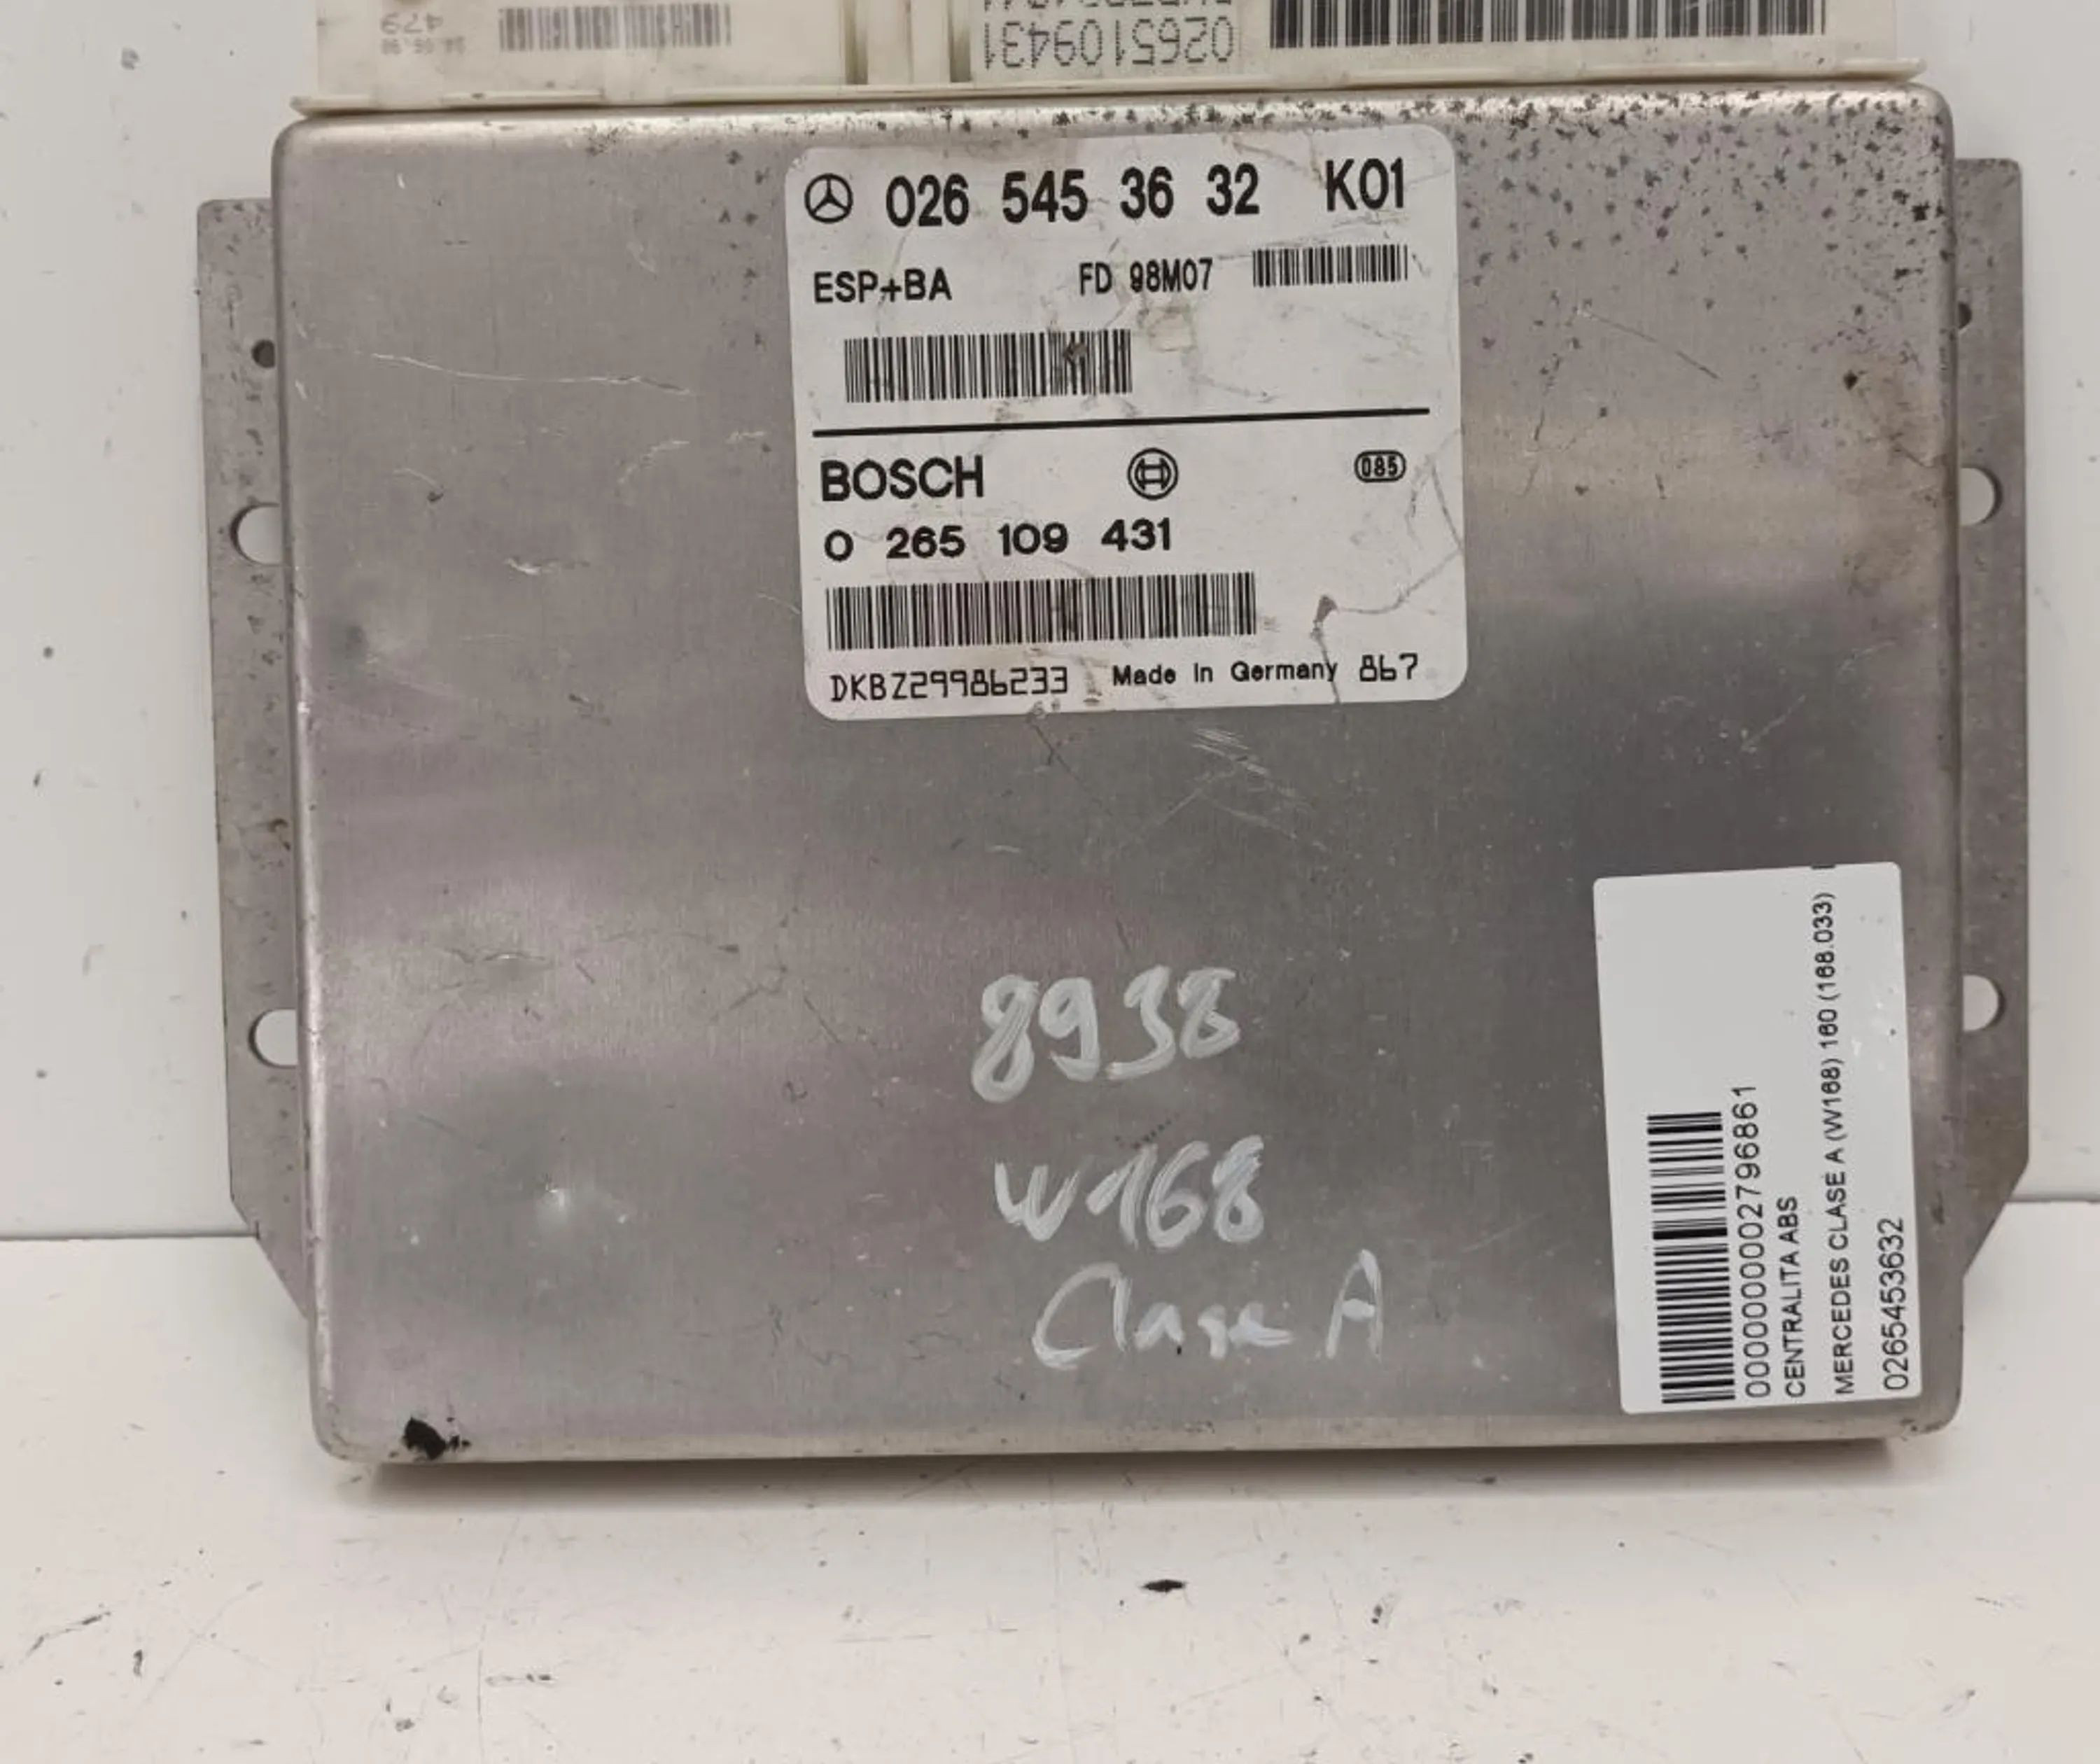 479
0265109431
026 545 36 32 K01
ESP+BA FD 98M07
BOSCH 085
0 265 109 431
DKBZ29986233 Made in Germany 867
8938
W168
Clase A
00000000002796861
CENTRALITA ABS
MERCEDES CLASE A (W168) 160 (168.033)
0265453632